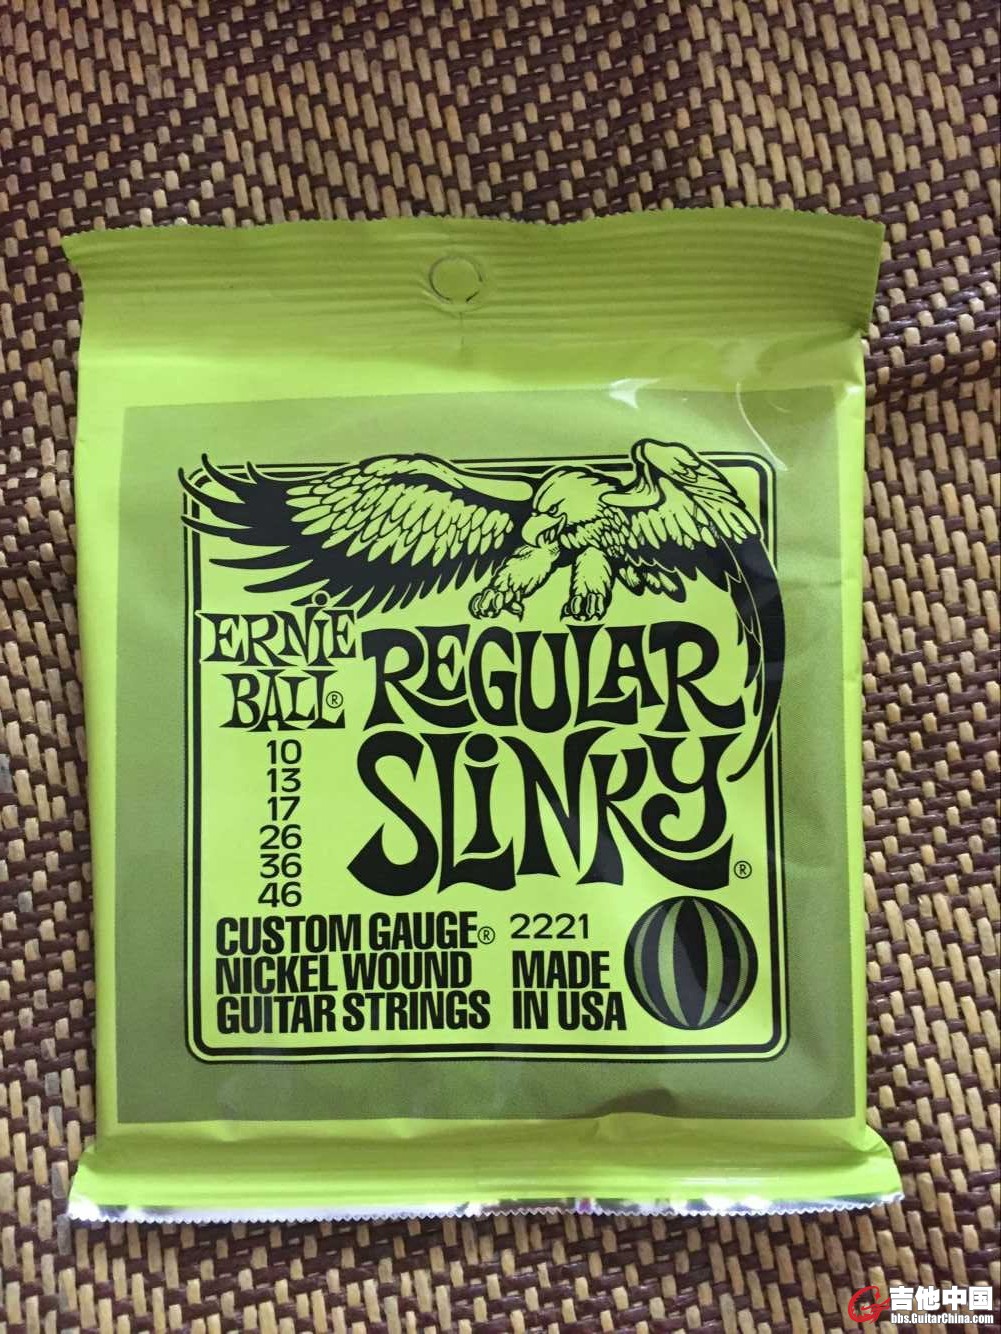 ERNiE
BALL®
REGULAR
SLiNKY®
10
13
17
26
36
46
CUSTOM GAUGE® 2221
NICKEL WOUND
GUITAR STRINGS
MADE
IN USA
吉他中国
bbs.GuitarChina.com